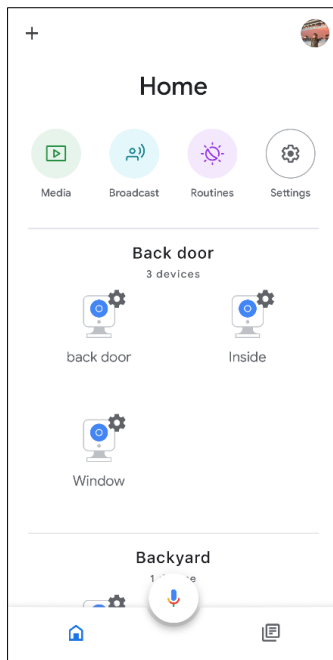 Home
Media Broadcast Routines Settings
Back door
3 devices
back door Inside
Window
Backyard